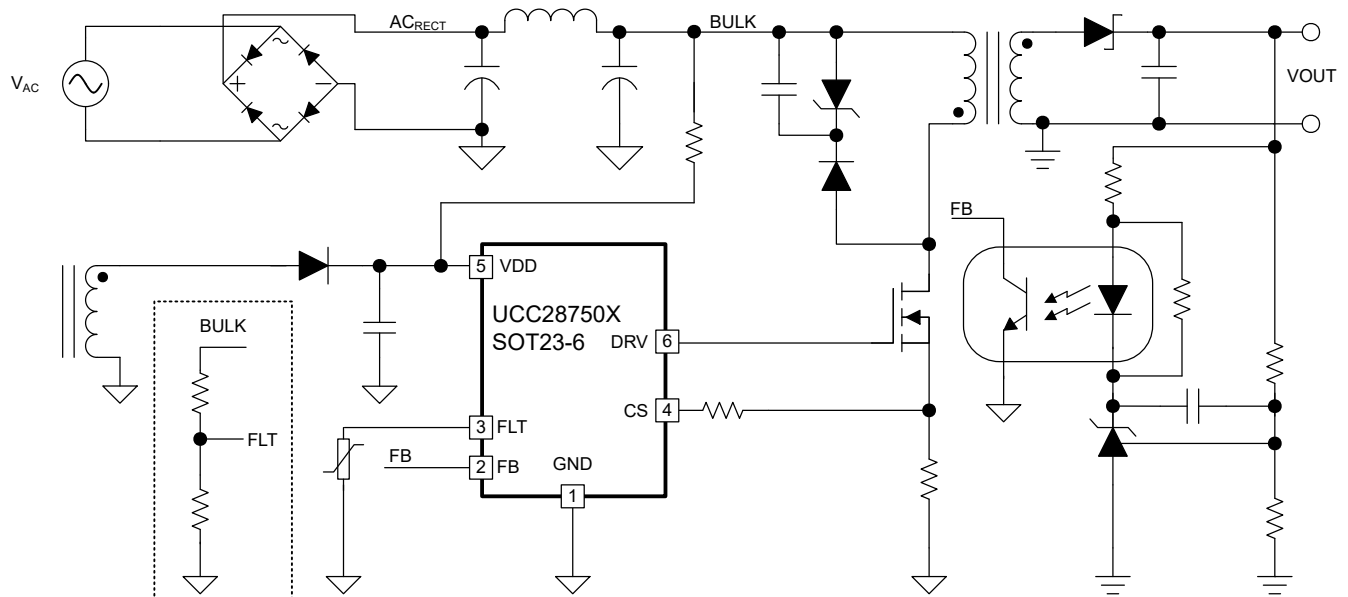 AC_RECT
BULK
V_AC
VOUT
+
~
−
~
FB
5 VDD
UCC28750X
SOT23-6
DRV 6
BULK
FLT
CS 4
3 FLT
FB
2 FB
GND
1